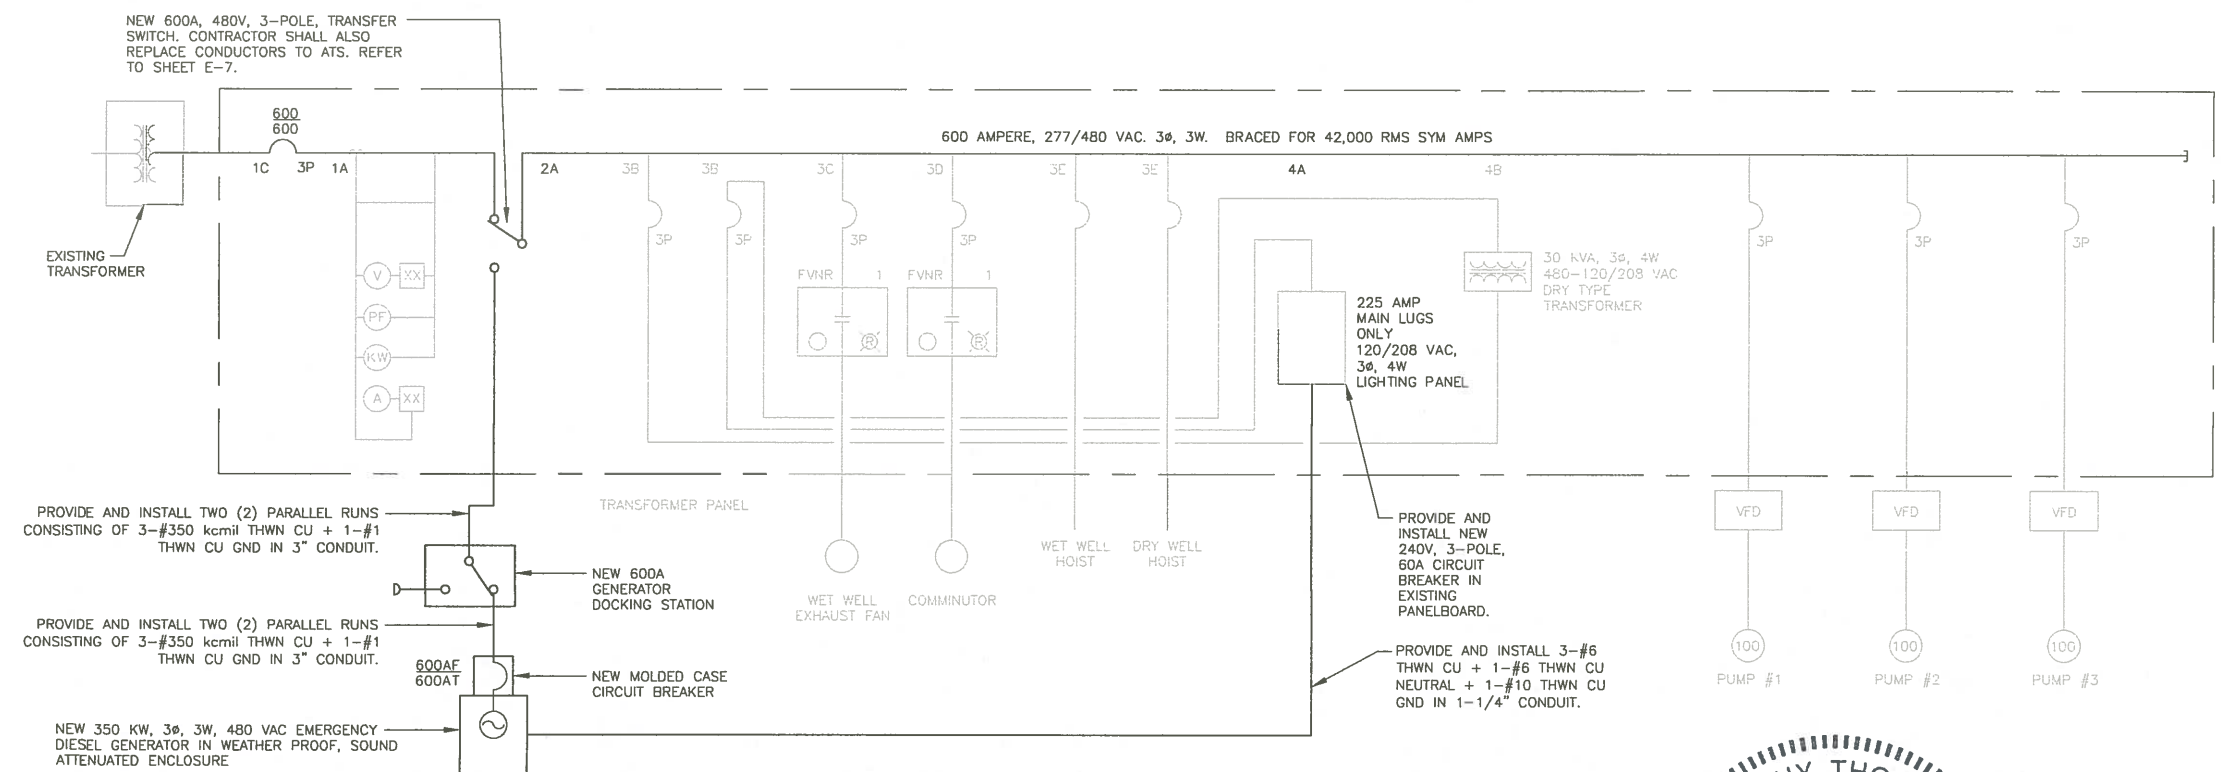 NEW 600A, 480V, 3-POLE, TRANSFER
SWITCH. CONTRACTOR SHALL ALSO
REPLACE CONDUCTORS TO ATS. REFER
TO SHEET E-7.
600
600
1C 3P 1A
EXISTING
TRANSFORMER
600 AMPERE, 277/480 VAC. 3ø, 3W. BRACED FOR 42,000 RMS SYM AMPS
2A 3B 3B 3C 3D 3E 3E 4A 4B
3P 3P 3P 3P 3P 3P 3P
V XX
PF
KW
A XX
FVNR 1 FVNR 1
R R
225 AMP
MAIN LUGS
ONLY
120/208 VAC,
3ø, 4W
LIGHTING PANEL
30 KVA, 3ø, 4W
480-120/208 VAC
DRY TYPE
TRANSFORMER
TRANSFORMER PANEL
PROVIDE AND INSTALL TWO (2) PARALLEL RUNS
CONSISTING OF 3-#350 kcmil THWN CU + 1-#1
THWN CU GND IN 3" CONDUIT.
NEW 600A
GENERATOR
DOCKING STATION
PROVIDE AND INSTALL TWO (2) PARALLEL RUNS
CONSISTING OF 3-#350 kcmil THWN CU + 1-#1
THWN CU GND IN 3" CONDUIT.
600AF
600AT
NEW MOLDED CASE
CIRCUIT BREAKER
NEW 350 KW, 3ø, 3W, 480 VAC EMERGENCY
DIESEL GENERATOR IN WEATHER PROOF, SOUND
ATTENUATED ENCLOSURE
WET WELL
EXHAUST FAN
COMMINUTOR
WET WELL
HOIST
DRY WELL
HOIST
PROVIDE AND
INSTALL NEW
240V, 3-POLE,
60A CIRCUIT
BREAKER IN
EXISTING
PANELBOARD.
PROVIDE AND INSTALL 3-#6
THWN CU + 1-#6 THWN CU
NEUTRAL + 1-#10 THWN CU
GND IN 1-1/4" CONDUIT.
VFD VFD VFD
100 100 100
PUMP #1 PUMP #2 PUMP #3